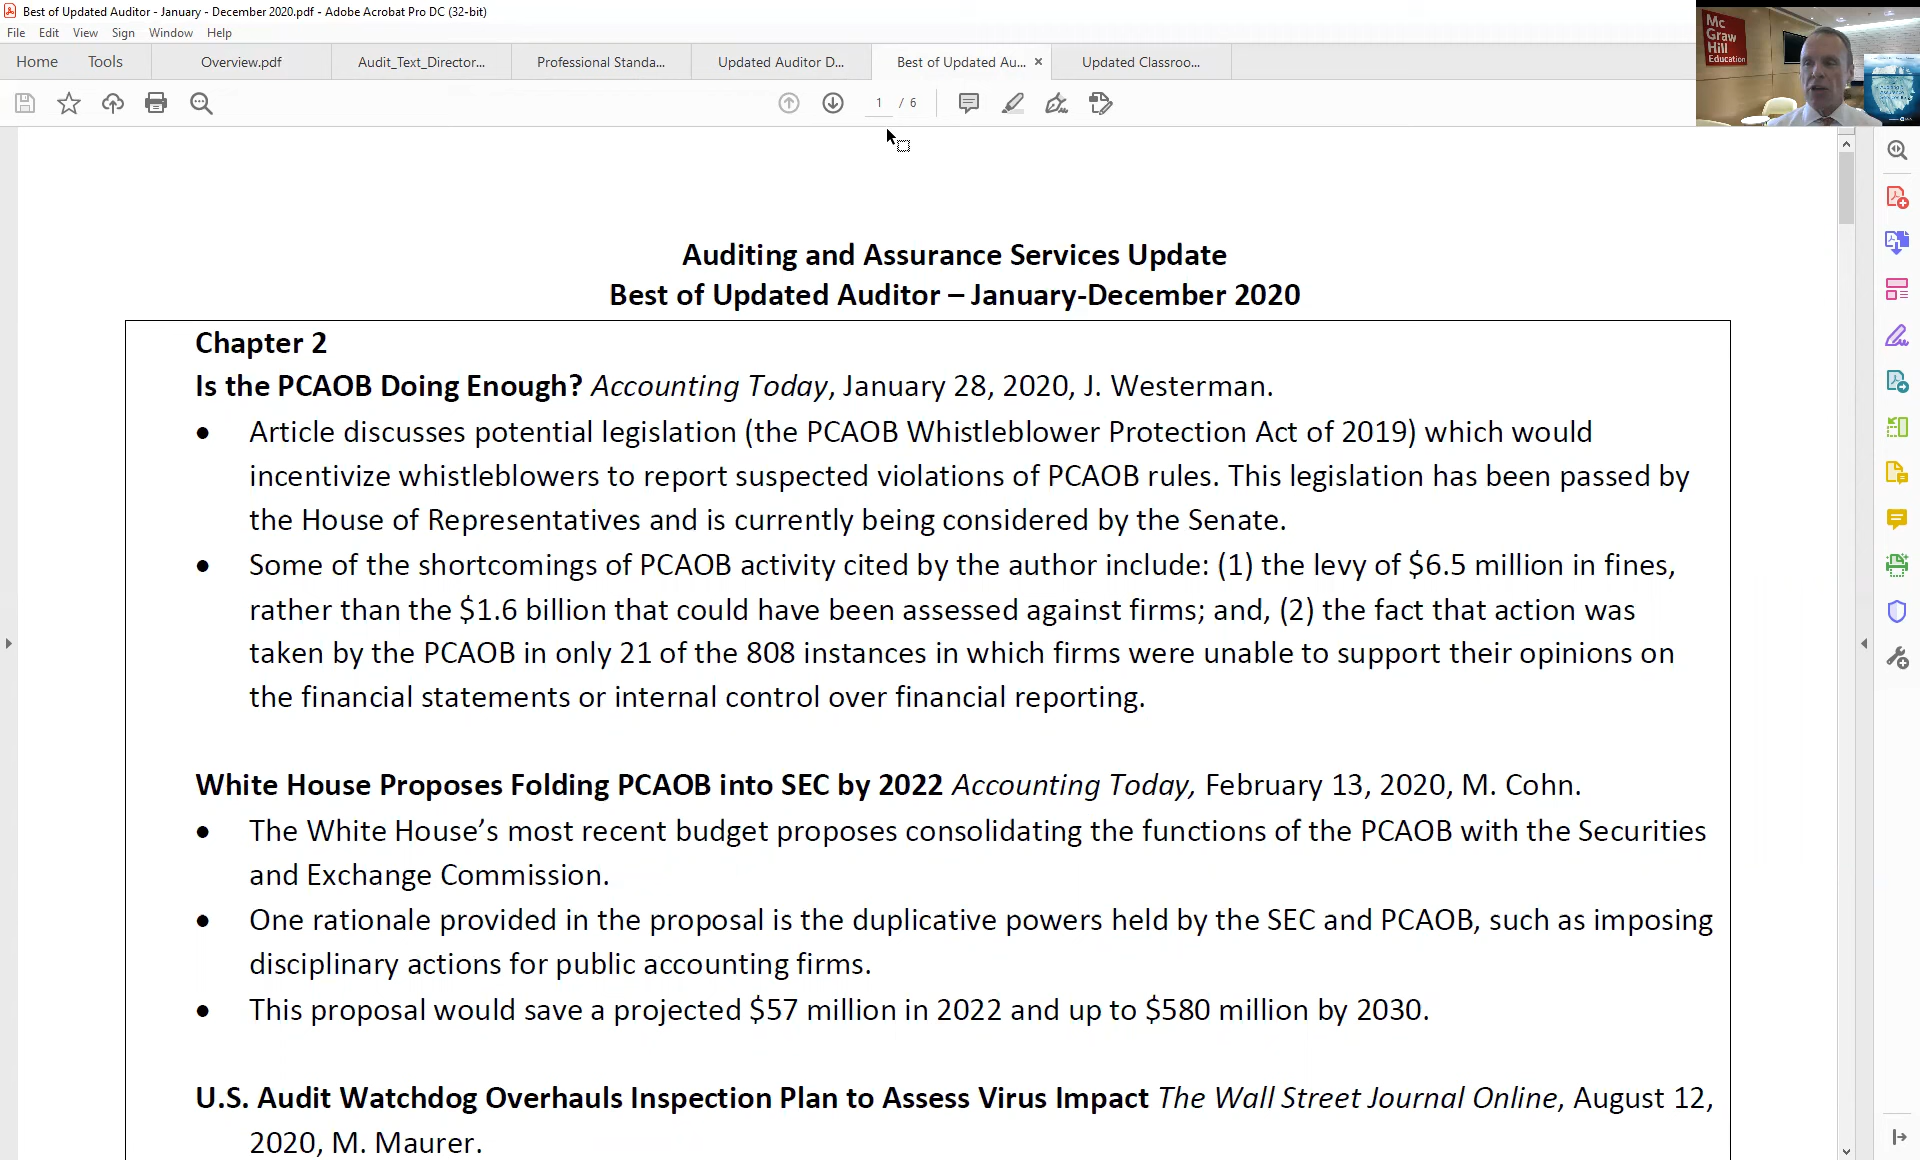 Best of Updated Auditor - January - December 2020.pdf - Adobe Acrobat Pro DC (32-bit)
File Edit View Sign Window Help
Home Tools Overview.pdf Audit_Text_Director... Professional Standa... Updated Auditor D... Best of Updated Au... × Updated Classroo...
1 / 6
Mc
Graw
Hill
Education
Auditing and Assurance Services Update
Best of Updated Auditor – January-December 2020
Chapter 2
Is the PCAOB Doing Enough? Accounting Today, January 28, 2020, J. Westerman.
• Article discusses potential legislation (the PCAOB Whistleblower Protection Act of 2019) which would
incentivize whistleblowers to report suspected violations of PCAOB rules. This legislation has been passed by
the House of Representatives and is currently being considered by the Senate.
• Some of the shortcomings of PCAOB activity cited by the author include: (1) the levy of $6.5 million in fines,
rather than the $1.6 billion that could have been assessed against firms; and, (2) the fact that action was
taken by the PCAOB in only 21 of the 808 instances in which firms were unable to support their opinions on
the financial statements or internal control over financial reporting.
White House Proposes Folding PCAOB into SEC by 2022 Accounting Today, February 13, 2020, M. Cohn.
• The White House’s most recent budget proposes consolidating the functions of the PCAOB with the Securities
and Exchange Commission.
• One rationale provided in the proposal is the duplicative powers held by the SEC and PCAOB, such as imposing
disciplinary actions for public accounting firms.
• This proposal would save a projected $57 million in 2022 and up to $580 million by 2030.
U.S. Audit Watchdog Overhauls Inspection Plan to Assess Virus Impact The Wall Street Journal Online, August 12,
2020, M. Maurer.